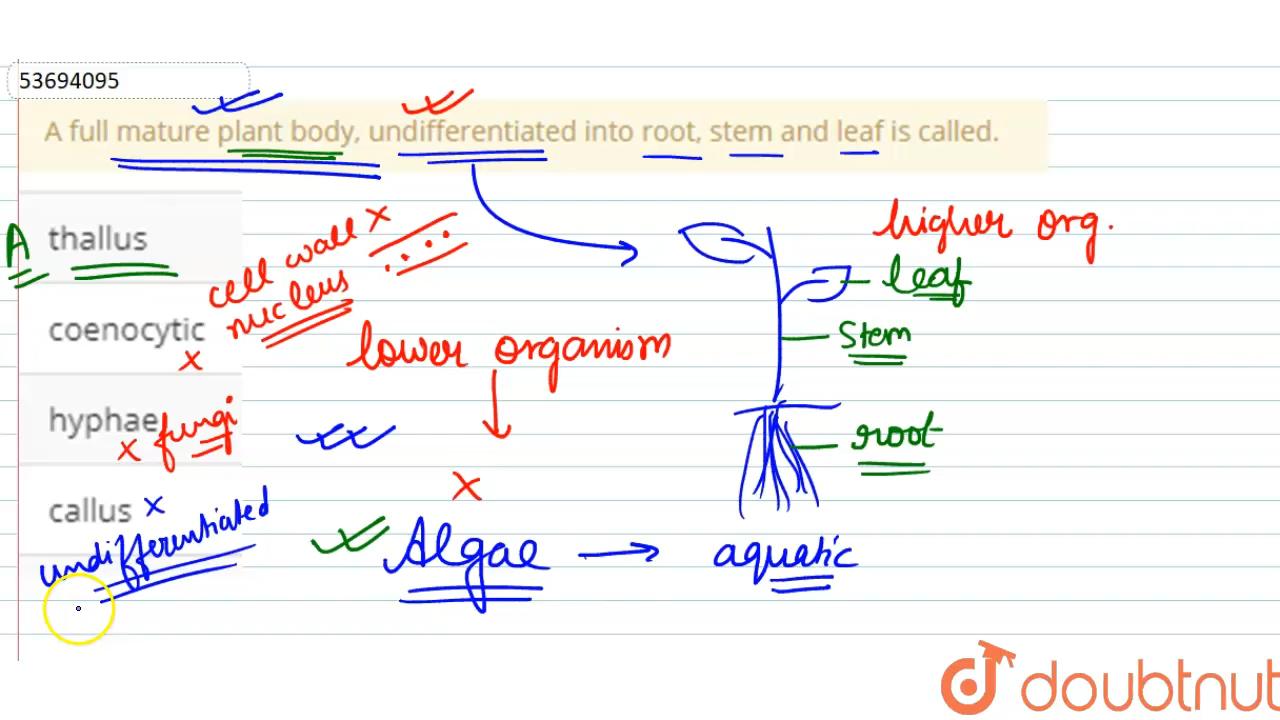 53694095
A full mature plant body, undifferentiated into root, stem and leaf is called.
A thallus
cell wall x
nucleus
higher org.
leaf
coenocytic
x
lower organism
stem
hyphae
x fungi
root
x
callus x
undifferentiated
Algae → aquatic
doubtnut